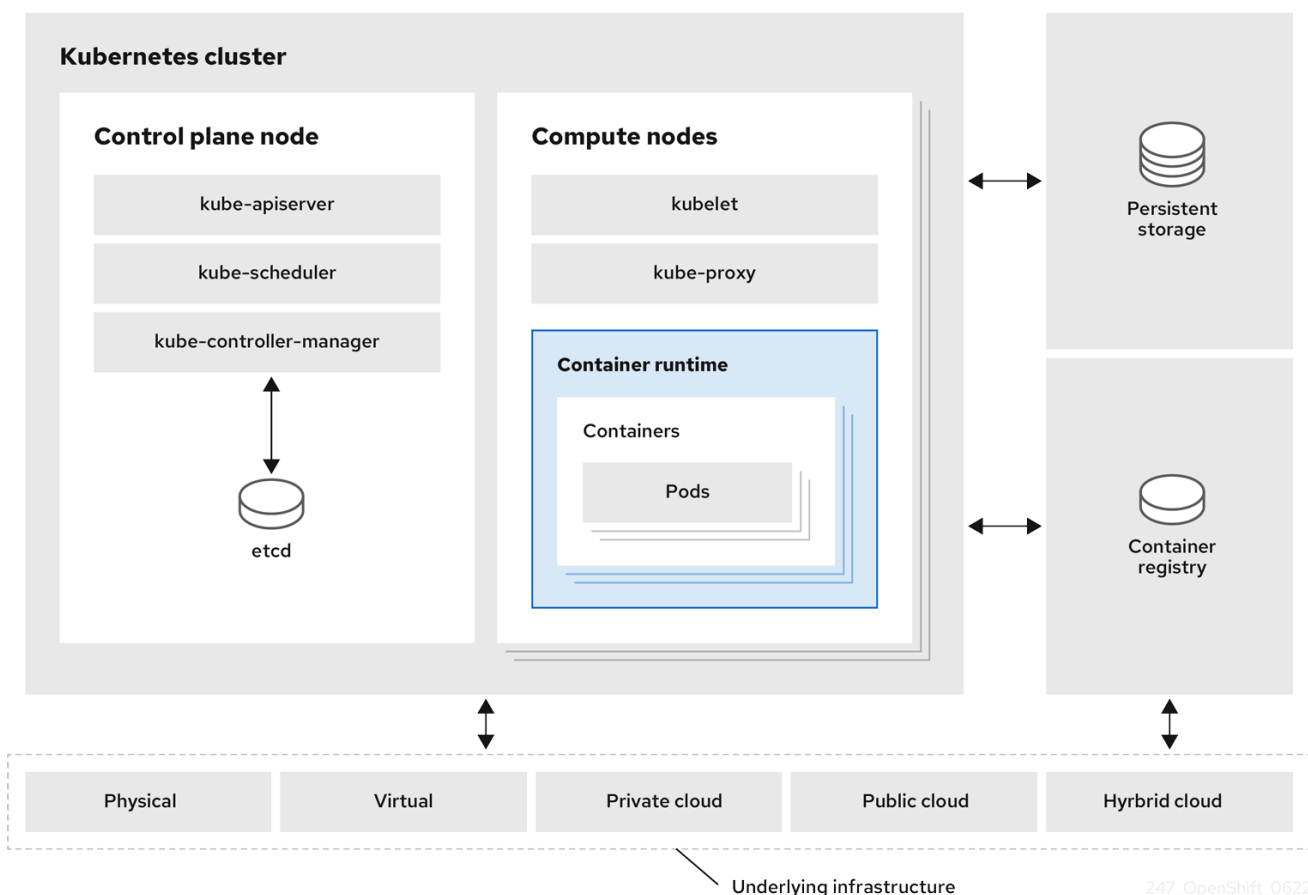 Kubernetes cluster
Control plane node
kube-apiserver
kube-scheduler
kube-controller-manager
etcd
Compute nodes
kubelet
kube-proxy
Container runtime
Containers
Pods
Persistent
storage
Container
registry
Physical
Virtual
Private cloud
Public cloud
Hyrbrid cloud
Underlying infrastructure
247_OpenShift_0622